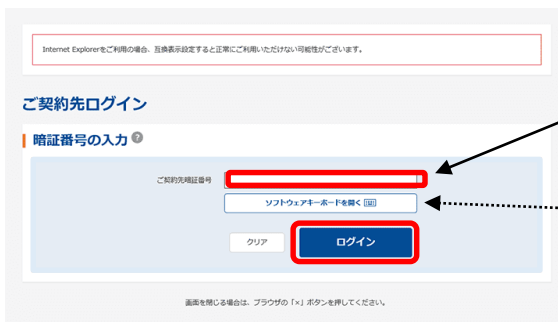 Internet Explorerをご利用の場合、互換表示設定すると正常にご利用いただけない可能性がございます。
ご契約先ログイン
暗証番号の入力 ?
ご契約先暗証番号
ソフトウェアキーボードを開く
クリア ログイン
画面を閉じる場合は、ブラウザの「×」ボタンを押してください。